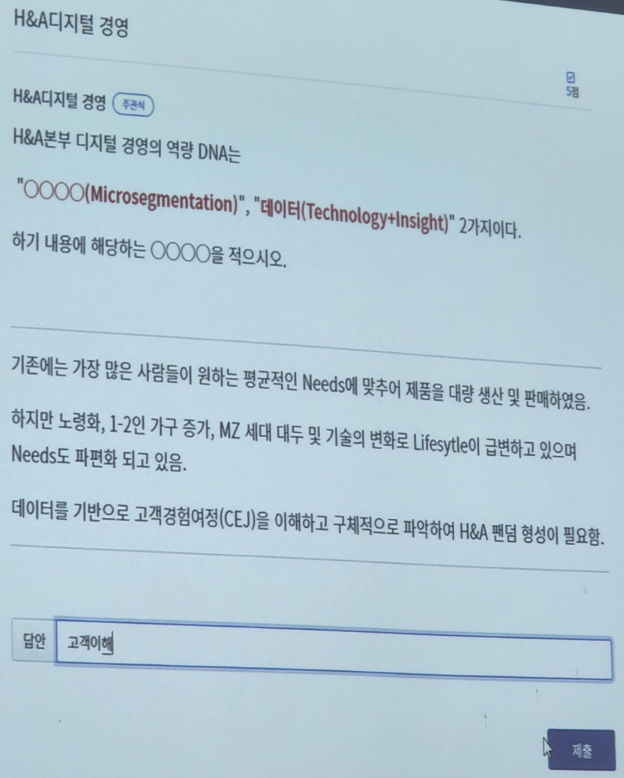 H&A디지털 경영
5점
H&A디지털 경영 주관식
H&A본부 디지털 경영의 역량 DNA는
"○○○○(Microsegmentation)", "데이터(Technology+Insight)" 2가지이다.
하기 내용에 해당하는 ○○○○을 적으시오.
기존에는 가장 많은 사람들이 원하는 평균적인 Needs에 맞추어 제품을 대량 생산 및 판매하였음.
하지만 노령화, 1-2인 가구 증가, MZ 세대 대두 및 기술의 변화로 Lifesytle이 급변하고 있으며
Needs도 파편화 되고 있음.
데이터를 기반으로 고객경험여정(CEJ)을 이해하고 구체적으로 파악하여 H&A 팬덤 형성이 필요함.
답안 고객이해
제출